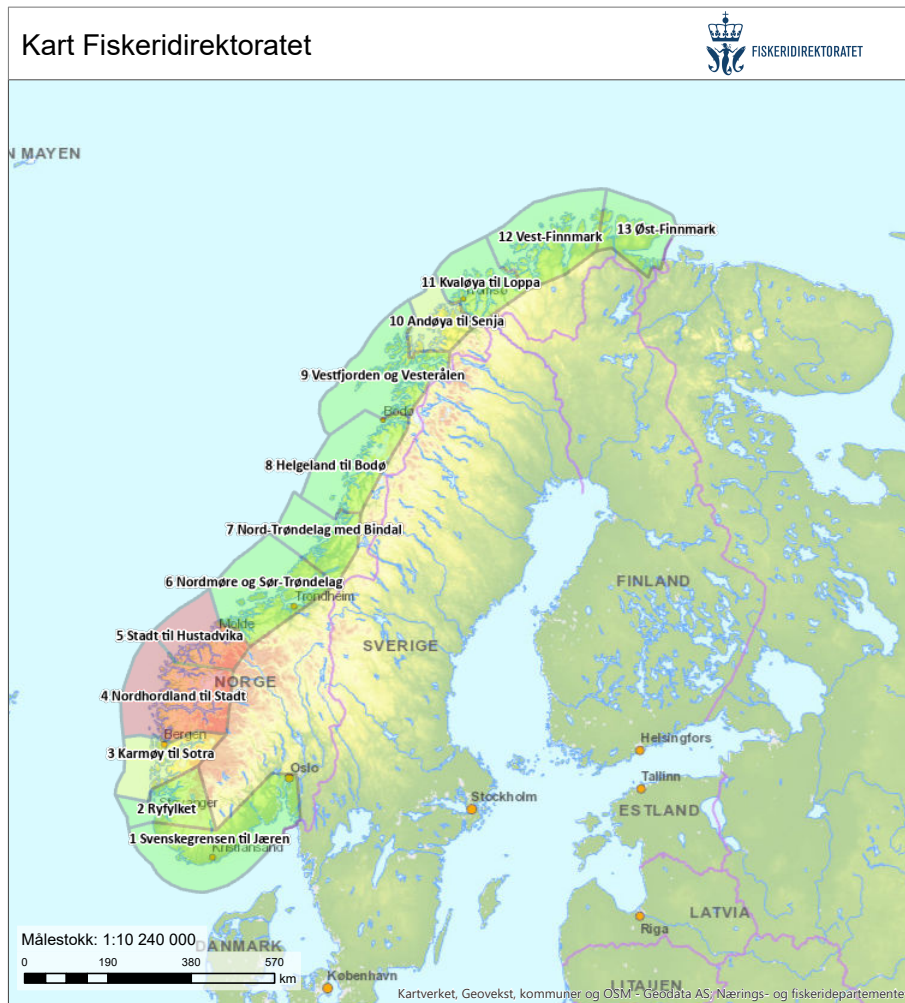 Kart Fiskeridirektoratet
FISKERIDIREKTORATET
N MAYEN
13 Øst-Finnmark
12 Vest-Finnmark
11 Kvaløya til Loppa
Tromsø
10 Andøya til Senja
9 Vestfjorden og Vesterålen
Bodø
8 Helgeland til Bodø
7 Nord-Trøndelag med Bindal
6 Nordmøre og Sør-Trøndelag
FINLAND
Trondheim
Molde
5 Stadt til Hustadvika
SVERIGE
NORGE
4 Nordhordland til Stadt
Bergen
Helsingfors
3 Karmøy til Sotra
Oslo
Tallinn
Stockholm
Stavanger
2 Ryfylket
ESTLAND
1 Svenskegrensen til Jæren
Kristiansand
LATVIA
Riga
Målestokk: 1:10 240 000
DANMARK
0 190 380 570
km
København
LITAUEN
Kartverket, Geovekst, kommuner og OSM - Geodata AS, Nærings- og fiskeridepartemente